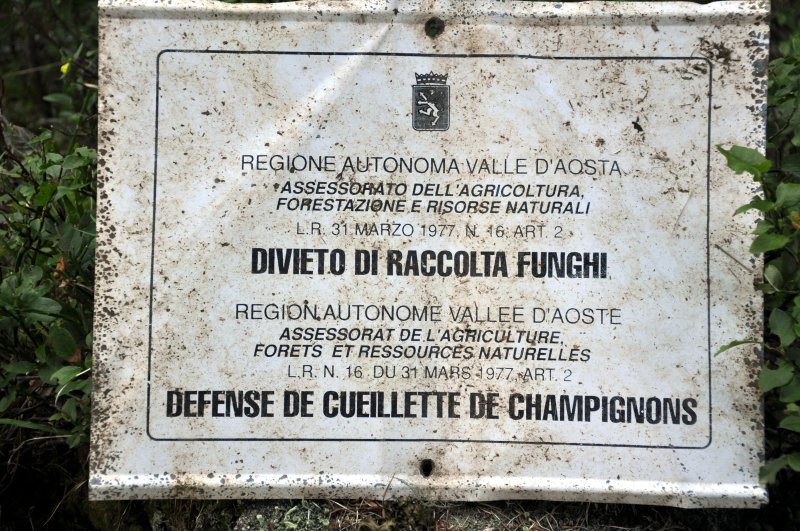 REGIONE AUTONOMA VALLE D'AOSTA
ASSESSORATO DELL'AGRICOLTURA,
FORESTAZIONE E RISORSE NATURALI
L.R. 31 MARZO 1977, N. 16, ART. 2
DIVIETO DI RACCOLTA FUNGHI
REGION AUTONOME VALLEE D'AOSTE
ASSESSORAT DE L'AGRICULTURE,
FORETS ET RESSOURCES NATURELLES
L.R. N. 16 DU 31 MARS 1977, ART. 2
DEFENSE DE CUEILLETTE DE CHAMPIGNONS